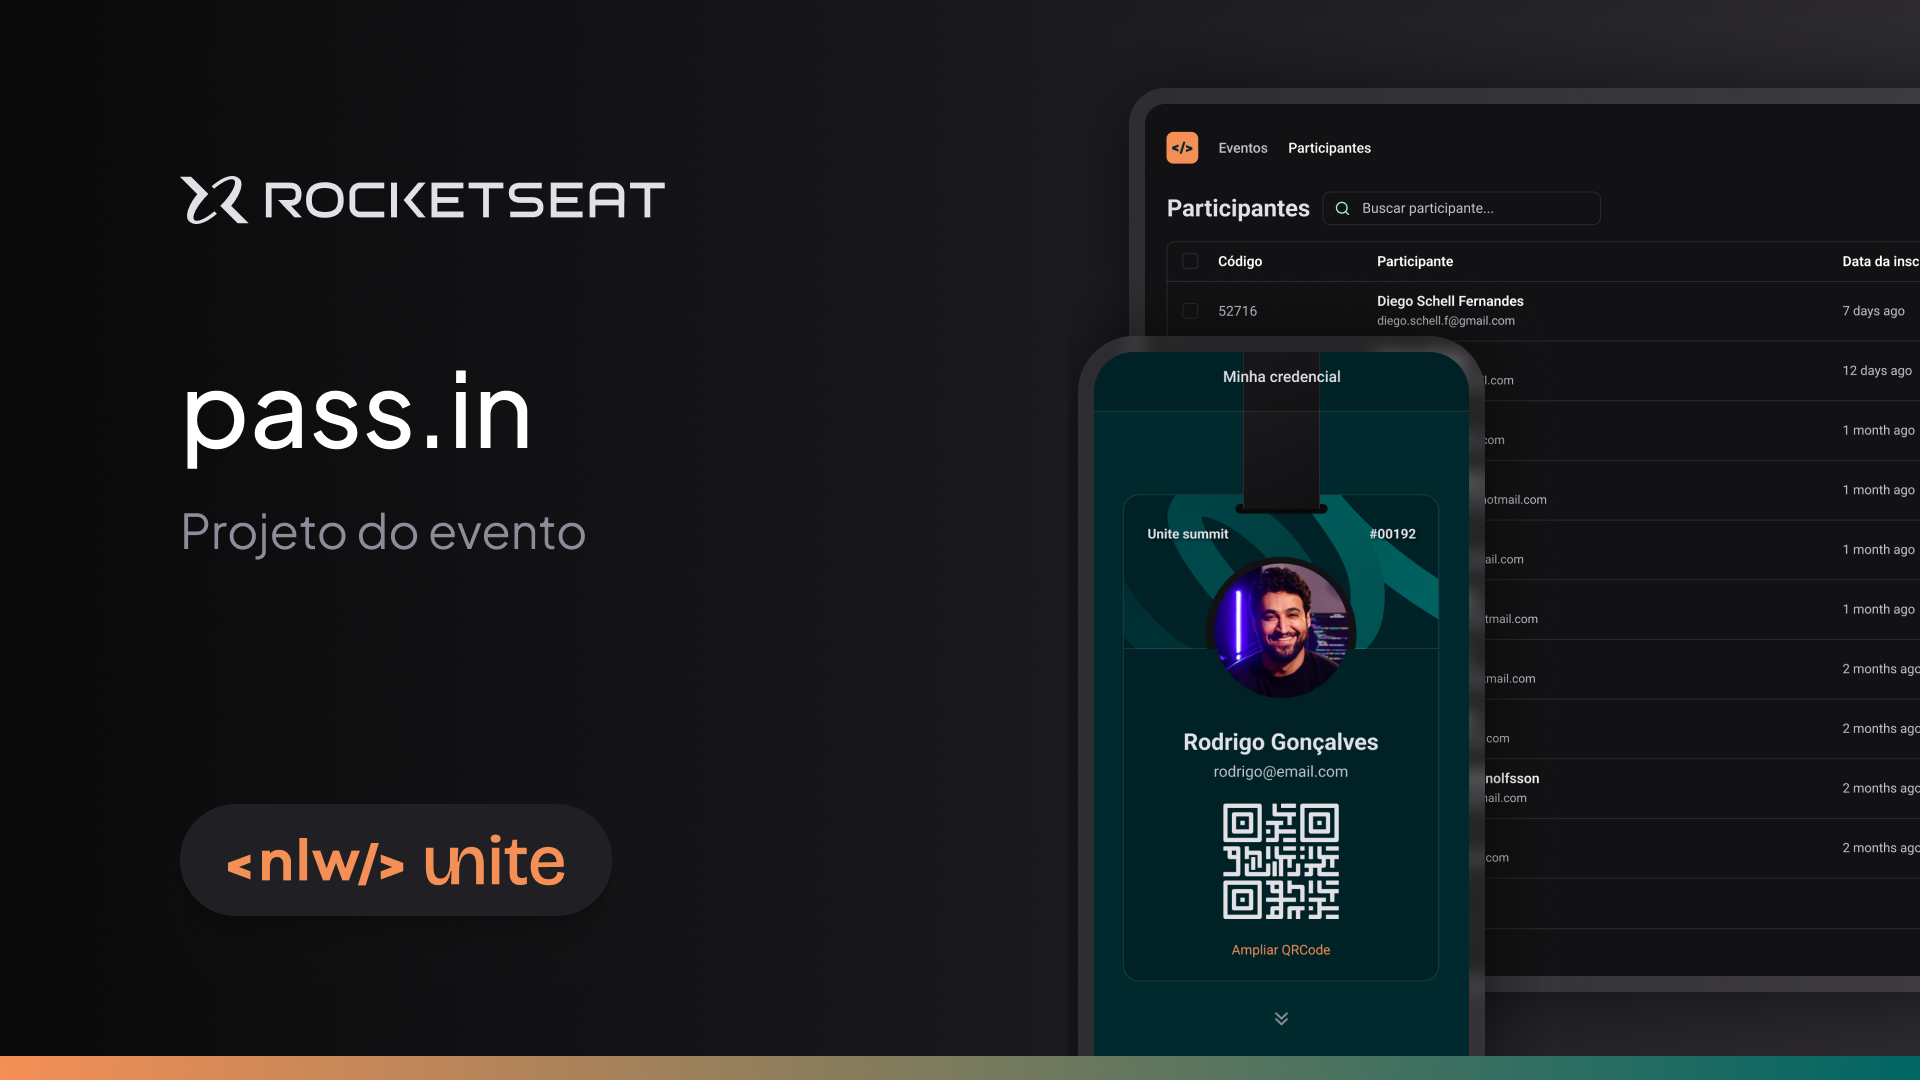 ROCKETSEAT
pass.in
Projeto do evento
<nlw/> unite
</> Eventos Participantes
Participantes Buscar participante...
Código Participante Data da insc
52716 Diego Schell Fernandes 7 days ago
diego.schell.f@gmail.com
l.com 12 days ago
com 1 month ago
otmail.com 1 month ago
ail.com 1 month ago
tmail.com 1 month ago
mail.com 2 months ago
.com 2 months ago
nolfsson
ail.com 2 months ago
com 2 months ago
Minha credencial
Unite summit #00192
Rodrigo Gonçalves
rodrigo@email.com
Ampliar QRCode